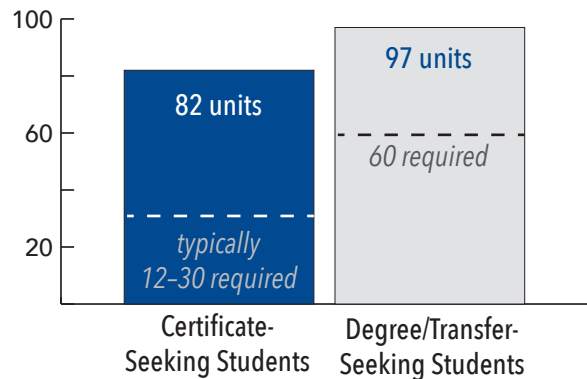 100
60
20
82 units
typically
12–30 required
97 units
60 required
Certificate-
Seeking Students
Degree/Transfer-
Seeking Students